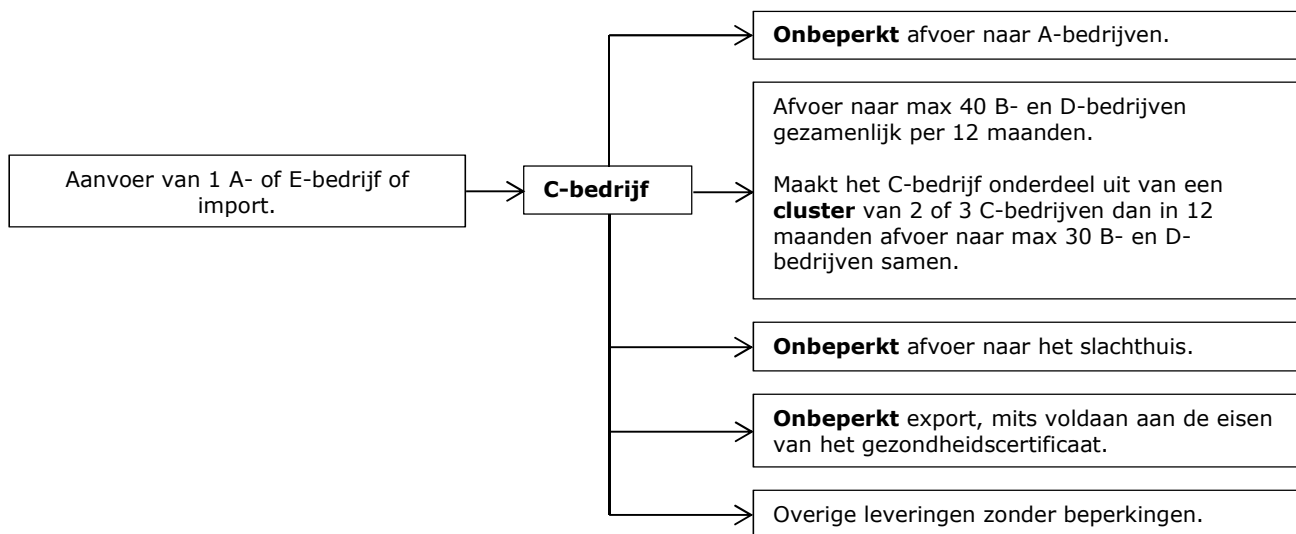 Aanvoer van 1 A- of E-bedrijf of
import.
C-bedrijf
Onbeperkt afvoer naar A-bedrijven.
Afvoer naar max 40 B- en D-bedrijven
gezamenlijk per 12 maanden.
Maakt het C-bedrijf onderdeel uit van een
cluster van 2 of 3 C-bedrijven dan in 12
maanden afvoer naar max 30 B- en D-
bedrijven samen.
Onbeperkt afvoer naar het slachthuis.
Onbeperkt export, mits voldaan aan de eisen
van het gezondheidscertificaat.
Overige leveringen zonder beperkingen.